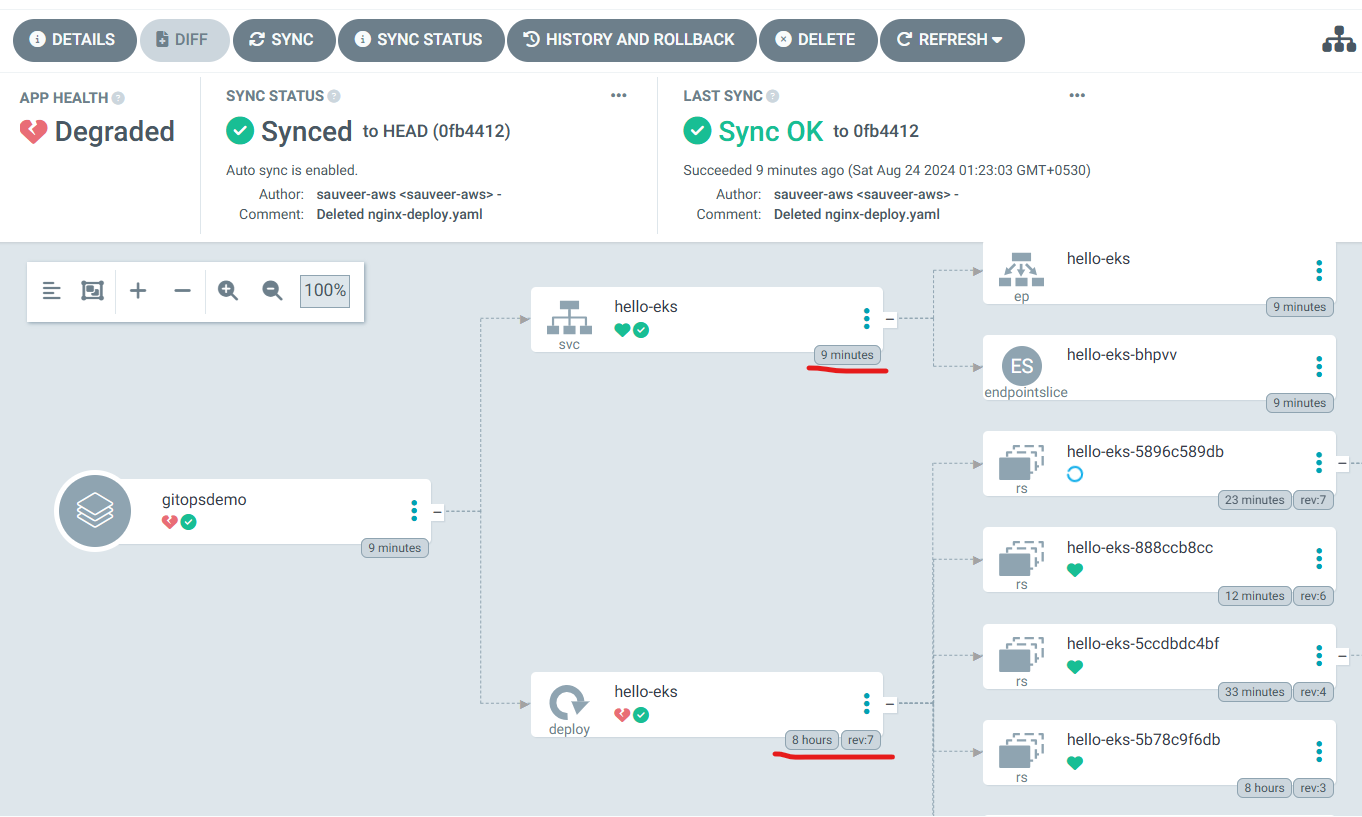 DETAILS DIFF SYNC SYNC STATUS HISTORY AND ROLLBACK DELETE REFRESH
APP HEALTH
Degraded
SYNC STATUS
Synced to HEAD (0fb4412)
Auto sync is enabled.
Author: sauveer-aws <sauveer-aws> -
Comment: Deleted nginx-deploy.yaml
LAST SYNC
Sync OK to 0fb4412
Succeeded 9 minutes ago (Sat Aug 24 2024 01:23:03 GMT+0530)
Author: sauveer-aws <sauveer-aws> -
Comment: Deleted nginx-deploy.yaml
100%
gitopsdemo
9 minutes
hello-eks
svc
9 minutes
hello-eks
deploy
8 hours rev:7
hello-eks
ep
9 minutes
ES
hello-eks-bhpvv
endpointslice
9 minutes
hello-eks-5896c589db
rs
23 minutes rev:7
hello-eks-888ccb8cc
rs
12 minutes rev:6
hello-eks-5ccdbdc4bf
rs
33 minutes rev:4
hello-eks-5b78c9f6db
rs
8 hours rev:3